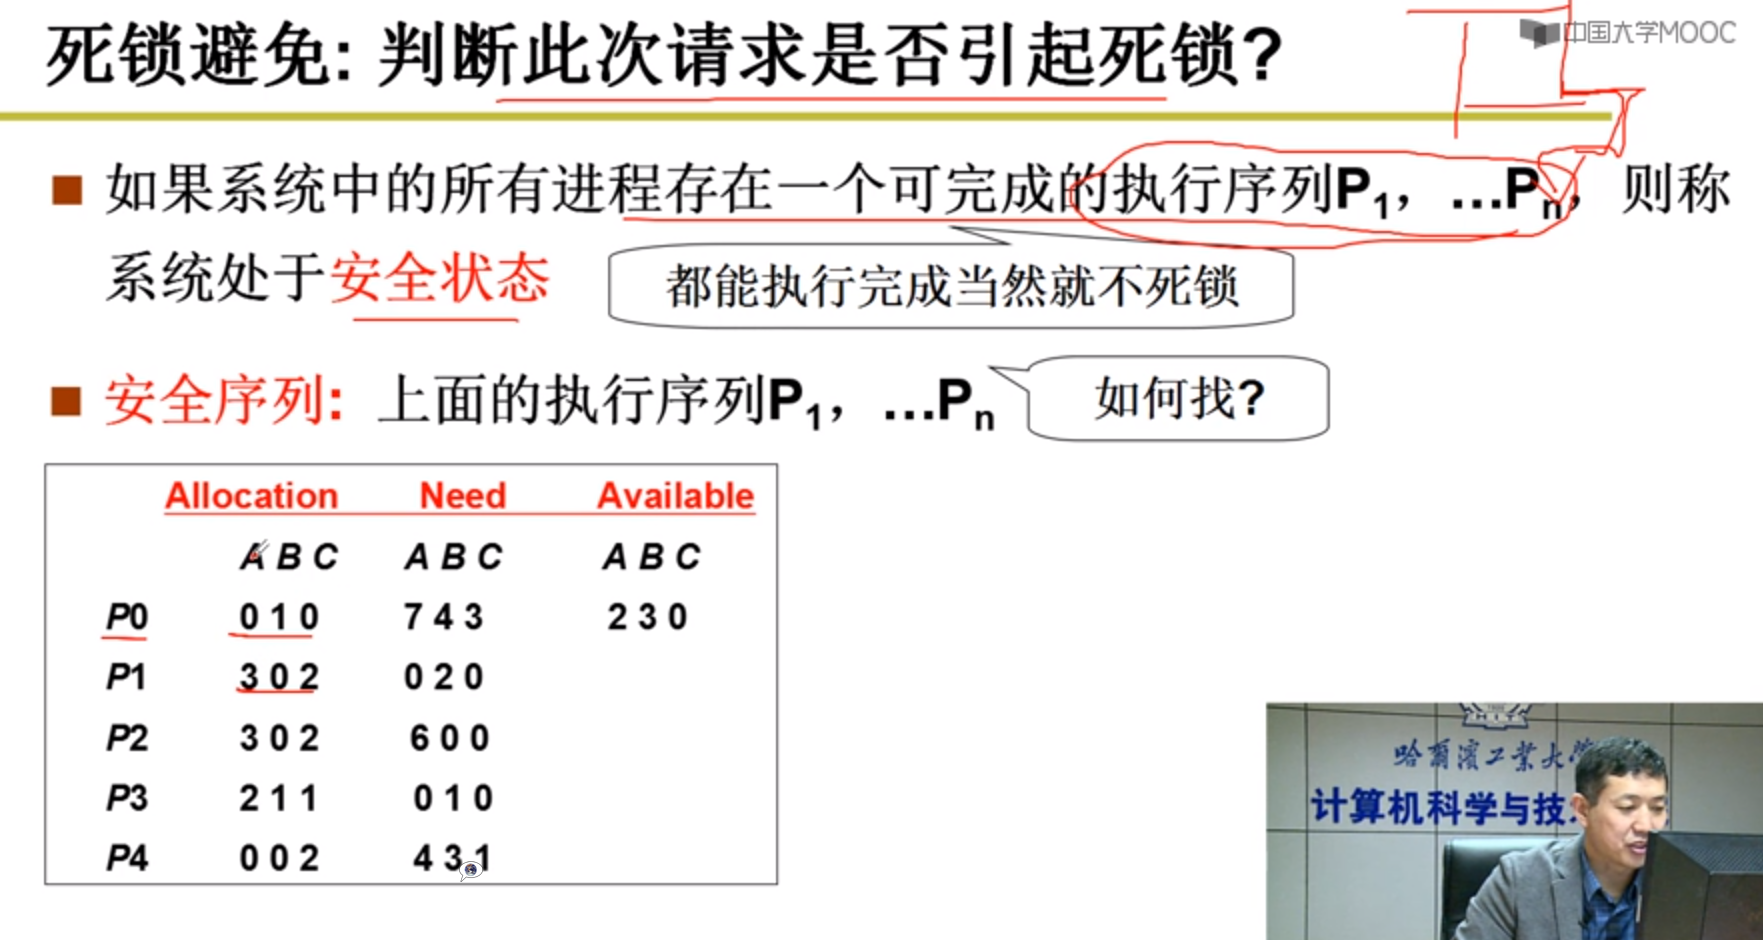 中国大学MOOC
死锁避免: 判断此次请求是否引起死锁?
如果系统中的所有进程存在一个可完成的执行序列P1, …Pn, 则称
系统处于安全状态
都能执行完成当然就不死锁
安全序列: 上面的执行序列P1, …Pn
如何找?
Allocation Need Available
A B C A B C A B C
P0 0 1 0 7 4 3 2 3 0
P1 3 0 2 0 2 0
P2 3 0 2 6 0 0
P3 2 1 1 0 1 0
P4 0 0 2 4 3 1
HIT
哈爾濱工業大
计算机科学与技